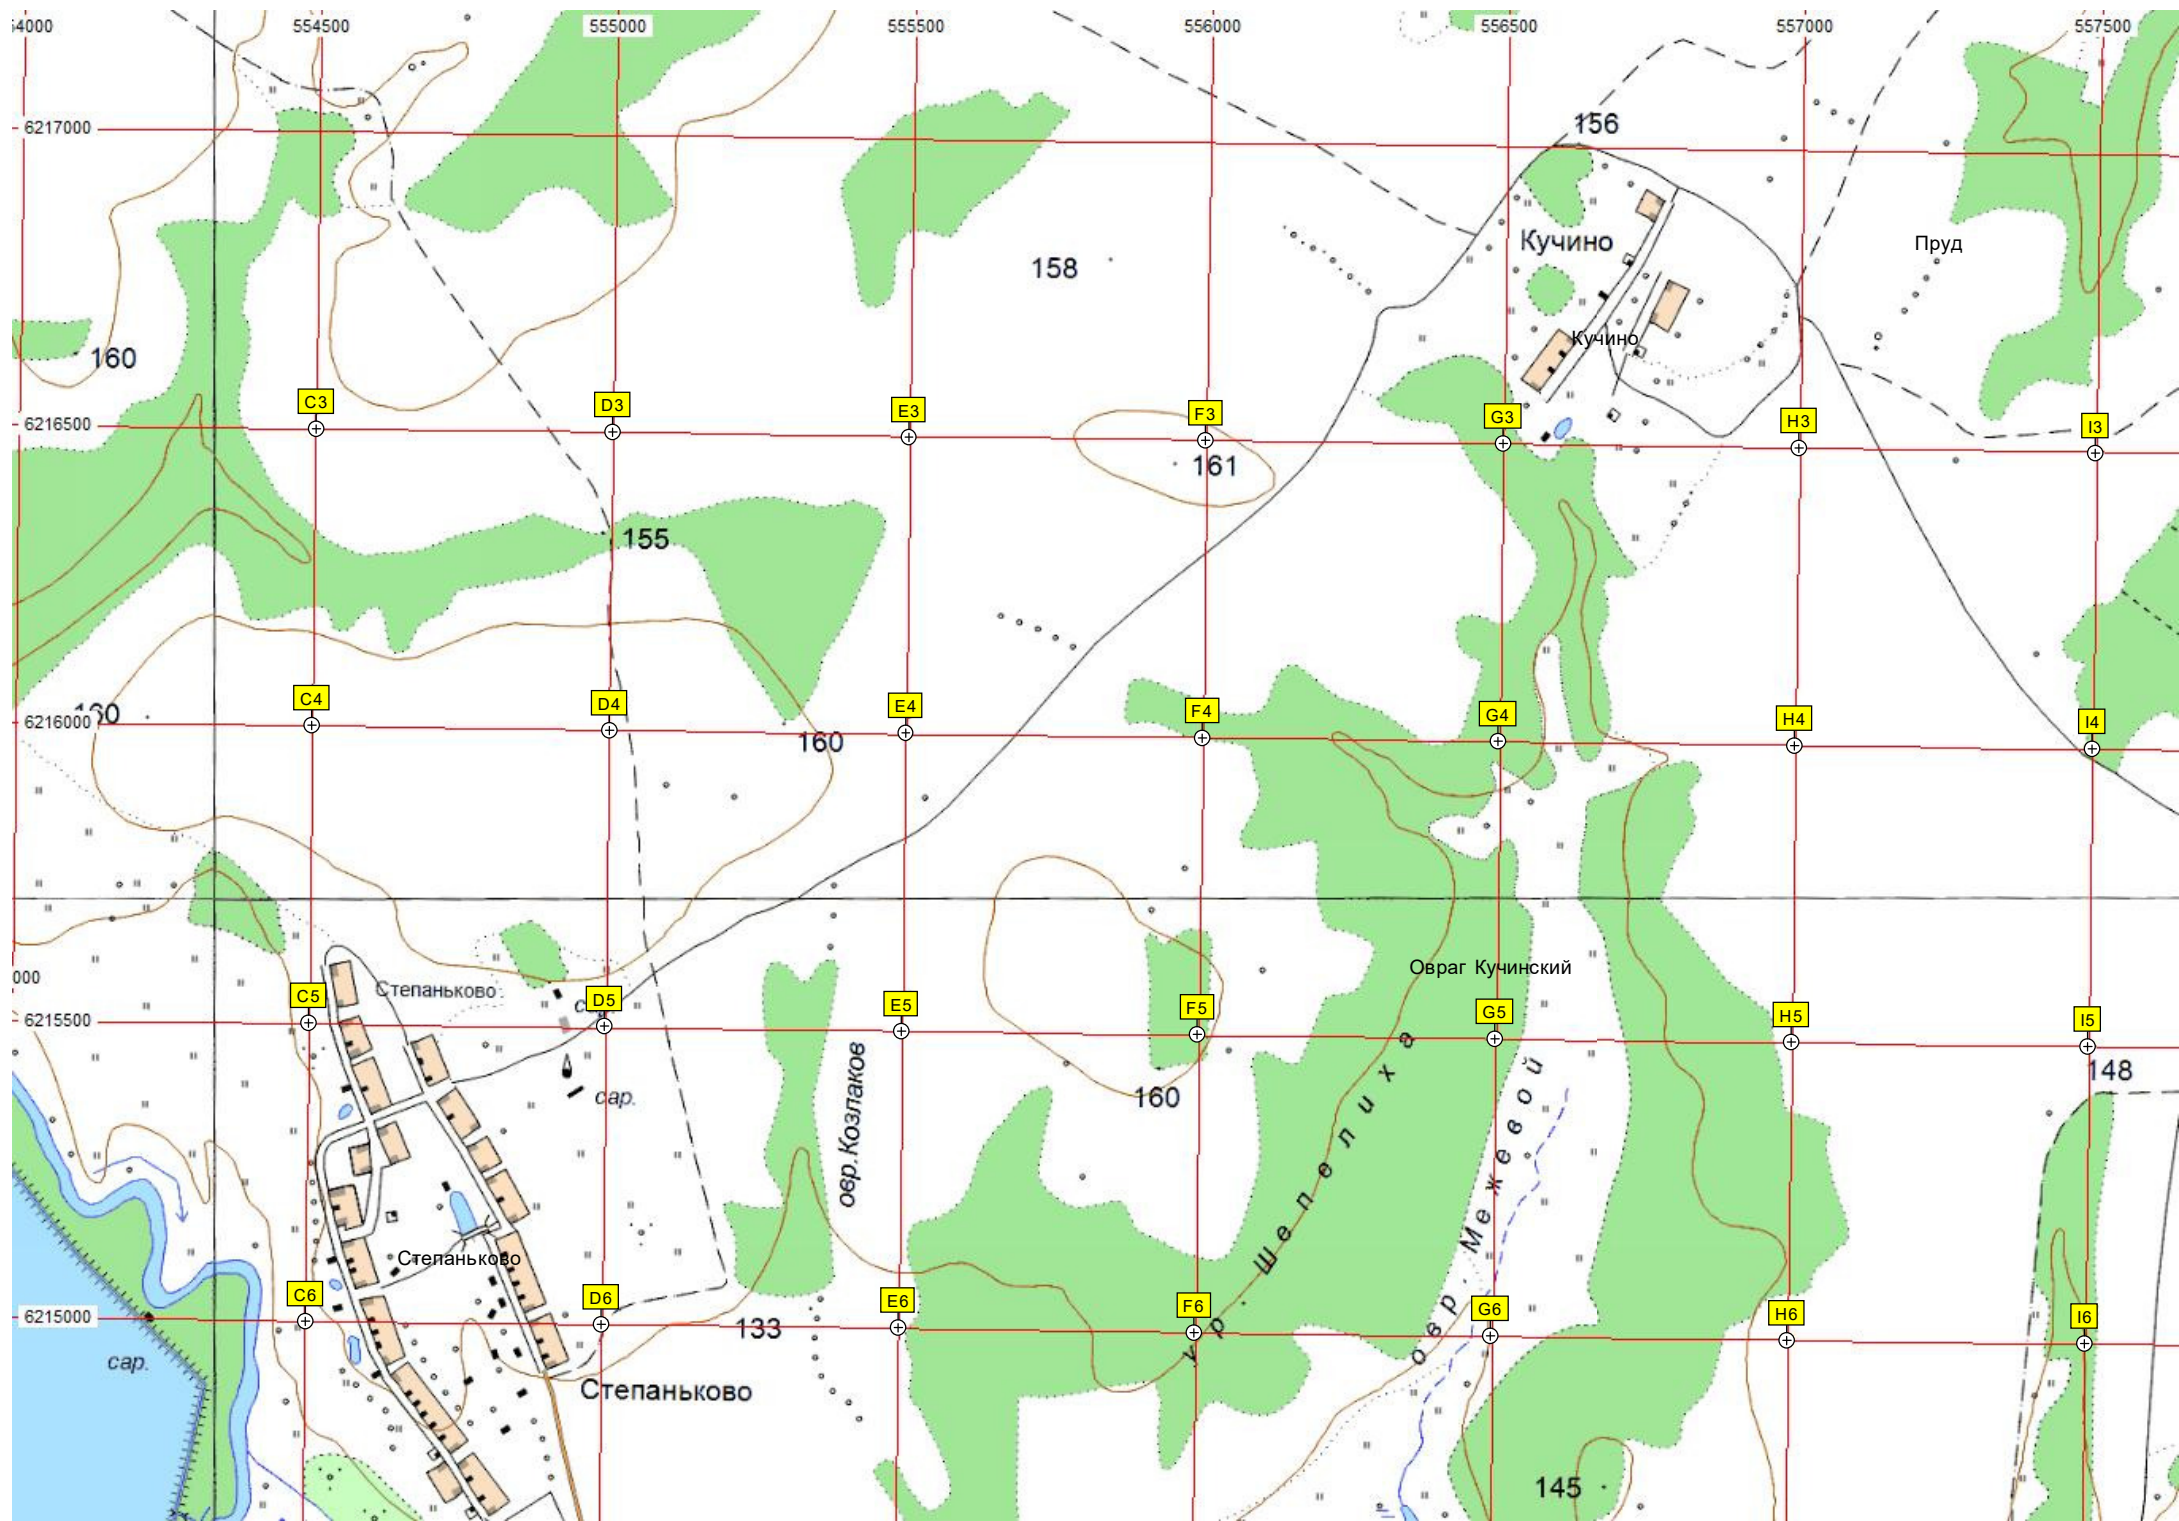 54000 554500 555000 555500 556000 556500 557000 557500
6217000
156
Кучино
Пруд
158
Кучино
160
C3 D3 E3 F3 G3 H3 I3
6216500
161
155
C4 D4 E4 F4 G4 H4 I4
160
6216000
160
Овраг Кучинский
000
Степаньково
C5 D5 E5 F5 G5 H5 I5
6215500
148
сар.
160
овр.Козлаков
ур Шепелиха
овр Межевой
Степаньково
C6 D6 E6 F6 G6 H6 I6
6215000
133
сар.
Степаньково
145